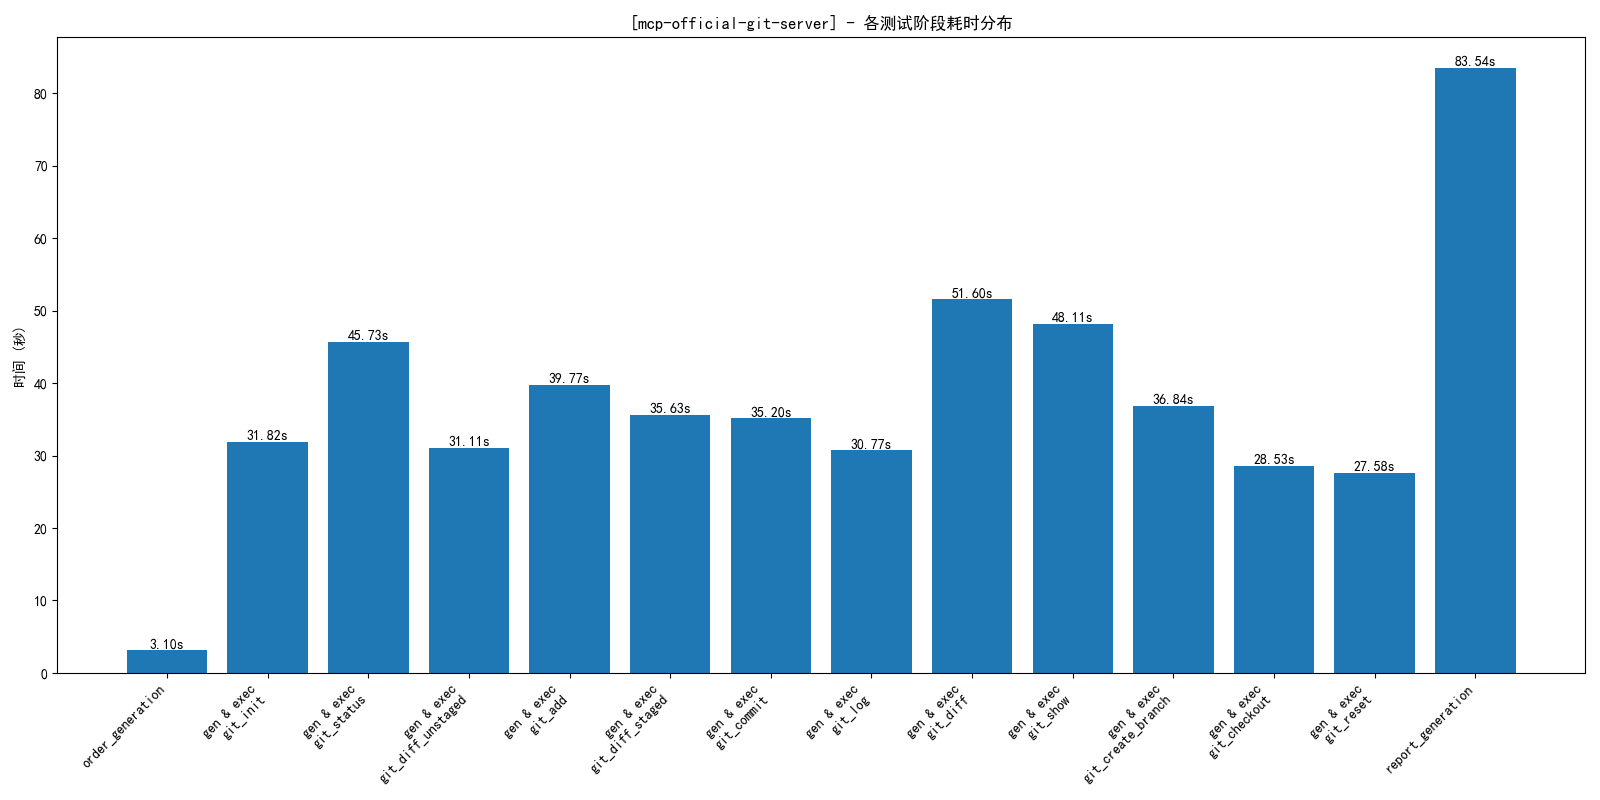 [mcp-official-git-server] - 各测试阶段耗时分布
时间 (秒)
80
70
60
50
40
30
20
10
0
3.10s
31.82s
45.73s
31.11s
39.77s
35.63s
35.20s
30.77s
51.60s
48.11s
36.84s
28.53s
27.58s
83.54s
order_generation
gen & exec
git_init
gen & exec
git_status
gen & exec
git_diff_unstaged
gen & exec
git_add
gen & exec
git_diff_staged
gen & exec
git_commit
gen & exec
git_log
gen & exec
git_diff
gen & exec
git_show
gen & exec
git_create_branch
gen & exec
git_checkout
gen & exec
git_reset
report_generation